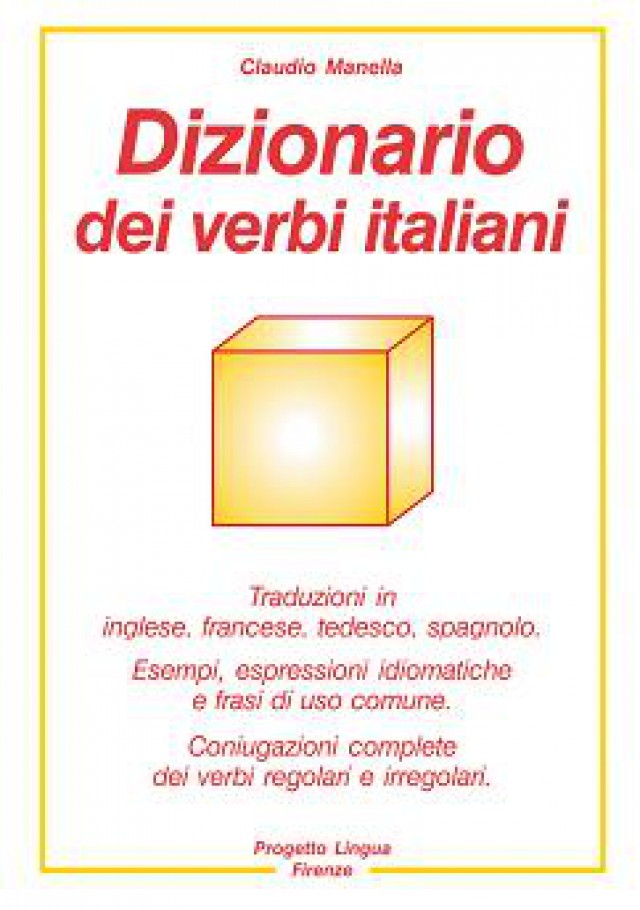 Claudio Manella
Dizionario
dei verbi italiani
Traduzioni in
inglese, francese, tedesco, spagnolo.
Esempi, espressioni idiomatiche
e frasi di uso comune.
Coniugazioni complete
dei verbi regolari e irregolari.
Progetto Lingua
Firenze